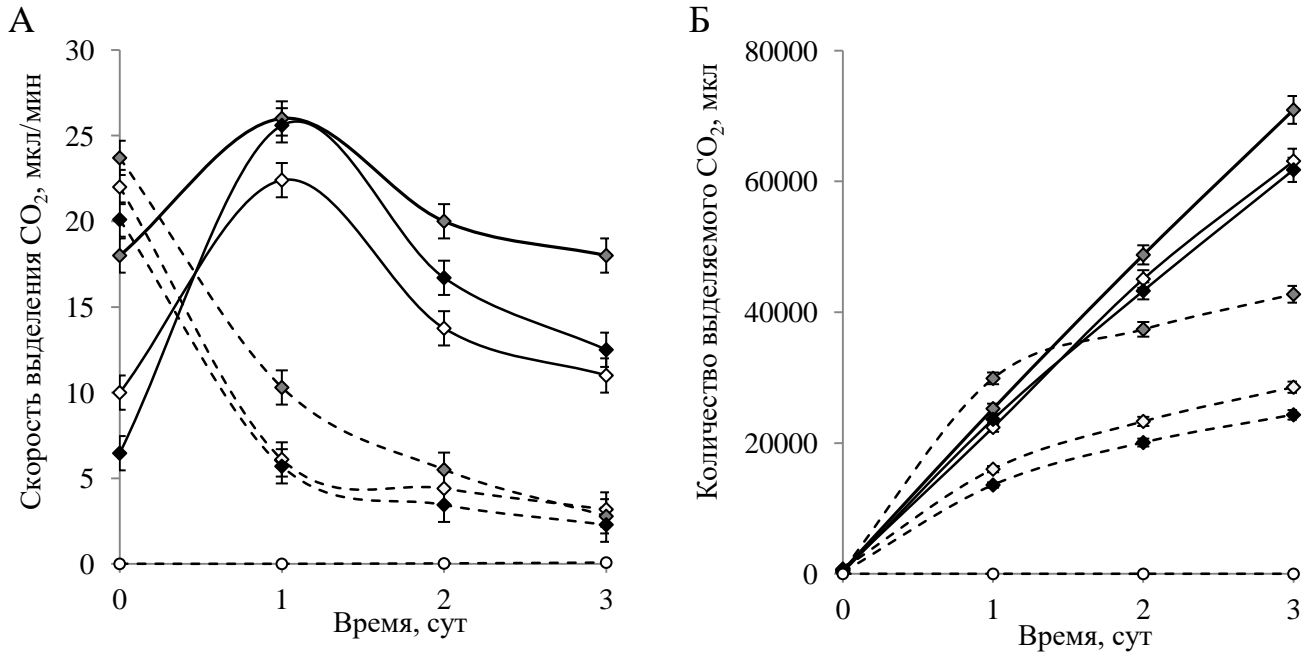 А
Скорость выделения CO₂, мкл/мин
30
25
20
15
10
5
0
0 1 2 3
Время, сут
Б
Количество выделяемого CO₂, мкл
80000
60000
40000
20000
0
0 1 2 3
Время, сут